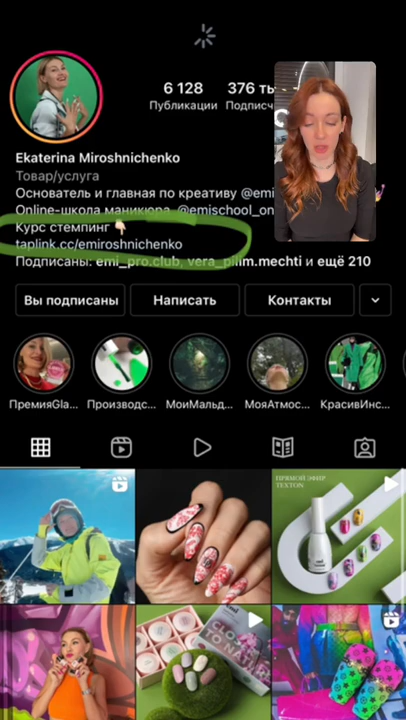 6 128
376 ты
Публикации
Подписч
Ekaterina Miroshnichenko
Товар/услуга
Основатель и главная по креативу @emi
Online-школа маникюра @emischool_on
Курс стемпинг 👇🏻
taplink.cc/emiroshnichenko
Подписаны: emi_pro.club, и ещё 210
Вы подписаны
Написать
Контакты
ПремияGla...
Производс...
МоиМальд...
МояАтмос...
КрасивИнс...
ПРЯМОЙ ЭФИР
TEXTON